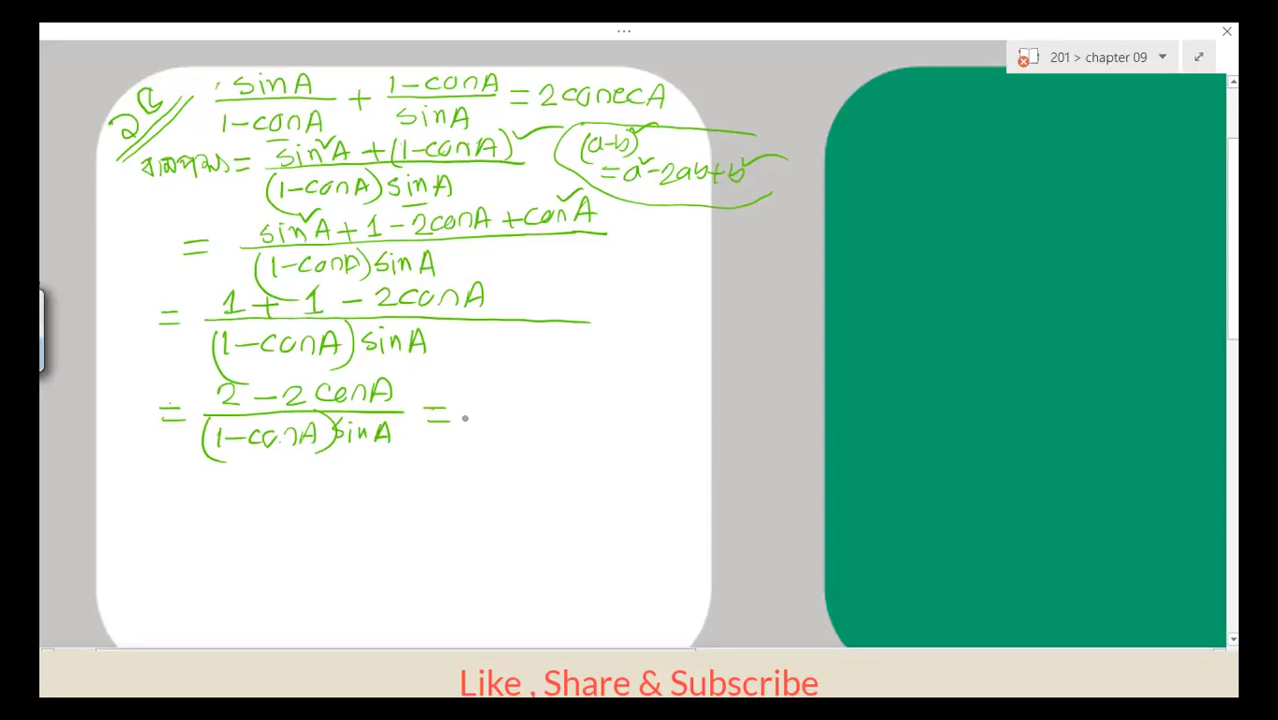 ...
201 > chapter 09
sinA / 1-cosA + 1-cosA / sinA = 2cosecA
বামপক্ষ = sin²A + (1-cosA)² / (1-cosA) sinA
(a-b)²
= a²-2ab+b²
= sin²A + 1 - 2cosA + cos²A / (1-cosA) sinA
= 1 + 1 - 2cosA / (1-cosA) sinA
= 2 - 2cosA / (1-cosA) sinA =
Like , Share & Subscribe